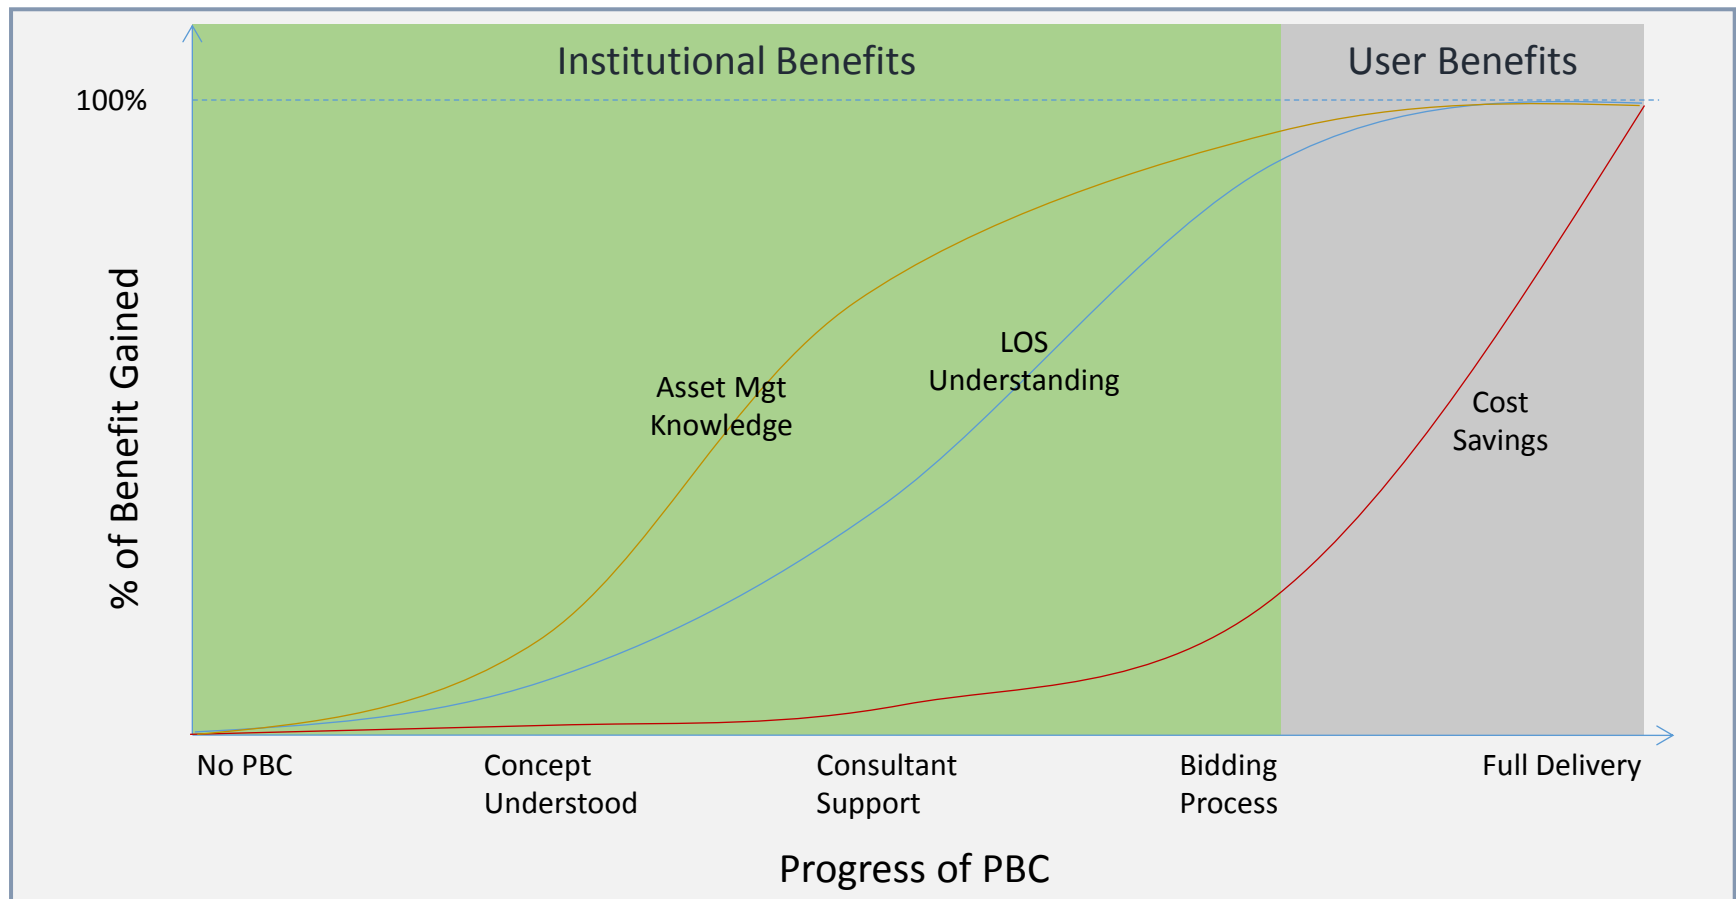 Institutional Benefits
User Benefits
100%
% of Benefit Gained
Asset Mgt
Knowledge
LOS
Understanding
Cost
Savings
No PBC
Concept
Understood
Consultant
Support
Bidding
Process
Full Delivery
Progress of PBC